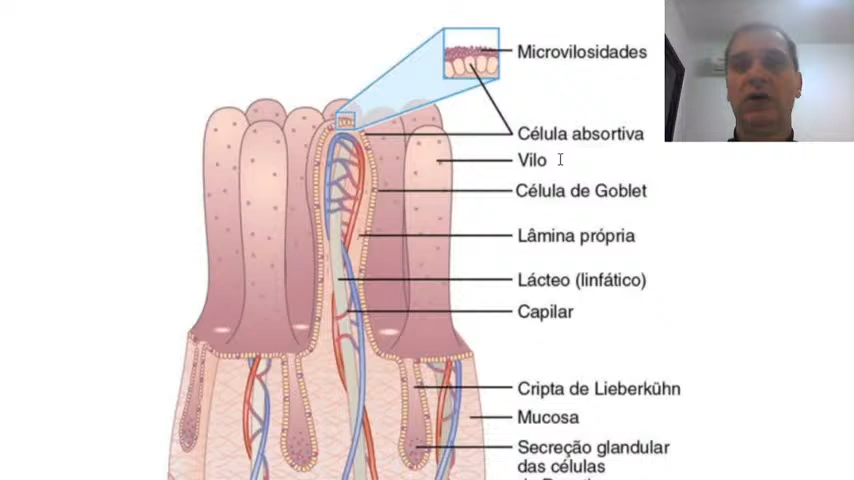 Microvilosidades
Célula absortiva
Vilo
Célula de Goblet
Lâmina própria
Lácteo (linfático)
Capilar
Cripta de Lieberkühn
Mucosa
Secreção glandular
das células